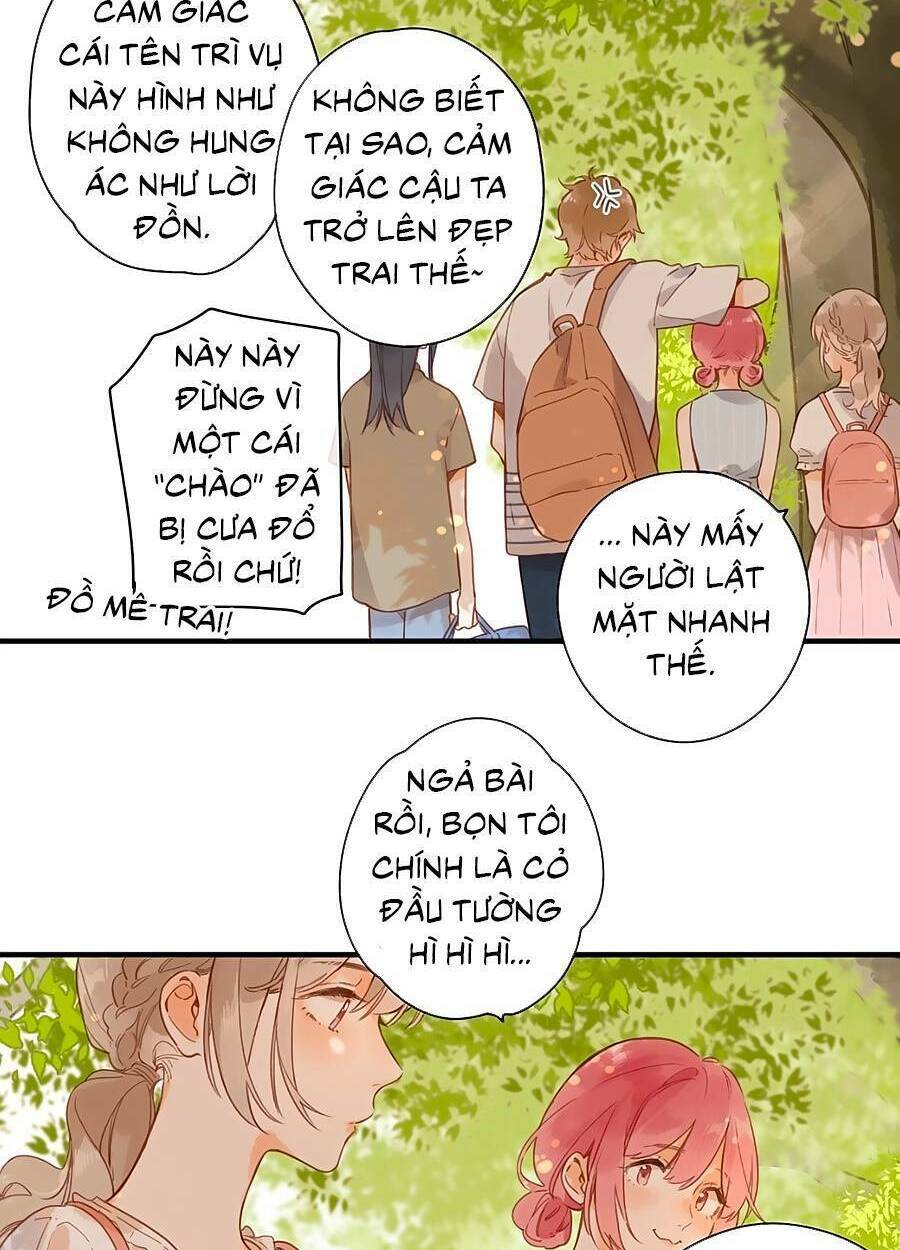 CẢM GIÁC
CÁI TÊN TRÌ VỤ
NÀY HÌNH NHƯ
KHÔNG HUNG
ÁC NHƯ LỜI
ĐỒN.
KHÔNG BIẾT
TẠI SAO, CẢM
GIÁC CẬU TA
TRỞ LÊN ĐẸP
TRAI THẾ~
NÀY NÀY
ĐỪNG VÌ
MỘT CÁI
"CHÀO" ĐÃ
BỊ CƯA ĐỔ
RỒI CHỨ!
ĐỒ MÊ TRAI!
... NÀY MẤY
NGƯỜI LẬT
MẶT NHANH
THẾ.
NGẢ BÀI
RỒI, BỌN TÔI
CHÍNH LÀ CỎ
ĐẦU TƯỜNG
HÌ HÌ HÌ...